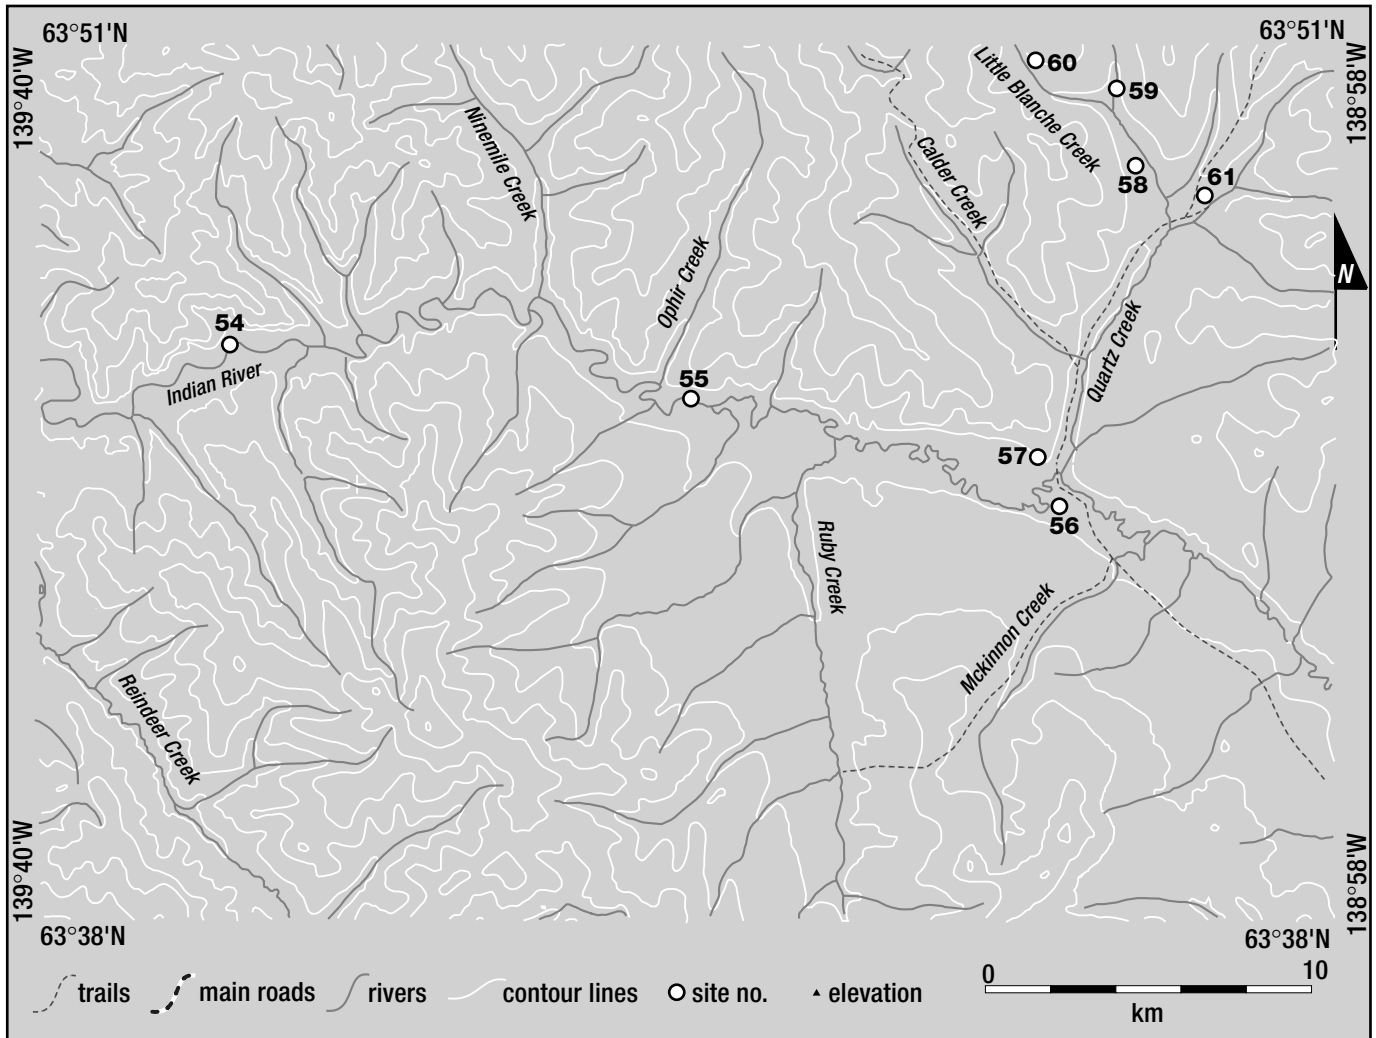 63°51'N
63°51'N
139°40'W
138°58'W
Little Blanche Creek
60
59
Ninemile Creek
Calder Creek
58
61
N
Ophir Creek
54
Indian River
Quartz Creek
55
57
56
Ruby Creek
Mckinnon Creek
Reindeer Creek
139°40'W
138°58'W
63°38'N
63°38'N
trails
main roads
rivers
contour lines
site no.
elevation
0
10
km